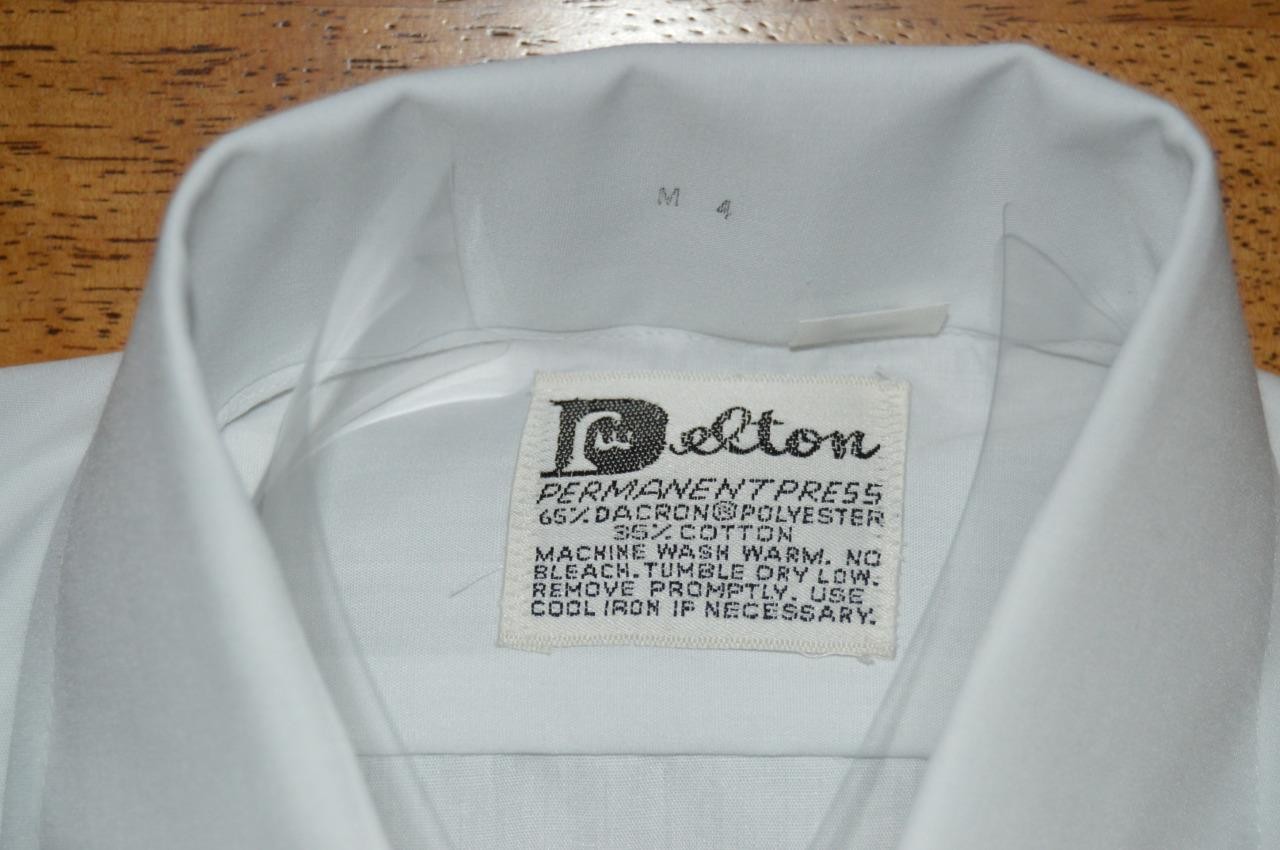 M 4
Delton
PERMANENT PRESS
65% DACRON® POLYESTER
35% COTTON
MACHINE WASH WARM. NO
BLEACH. TUMBLE DRY LOW.
REMOVE PROMPTLY. USE
COOL IRON IF NECESSARY.